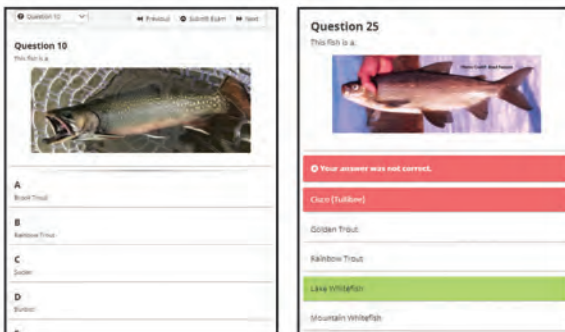 Question 10
Previous Submit Exam Next
Question 10
This fish is a:
A
Brook Trout
B
Rainbow Trout
C
Sucker
D
Burbot
Question 25
This fish is a:
Your answer was not correct.
Cisco (Tullibee)
Golden Trout
Rainbow Trout
Lake Whitefish
Mountain Whitefish